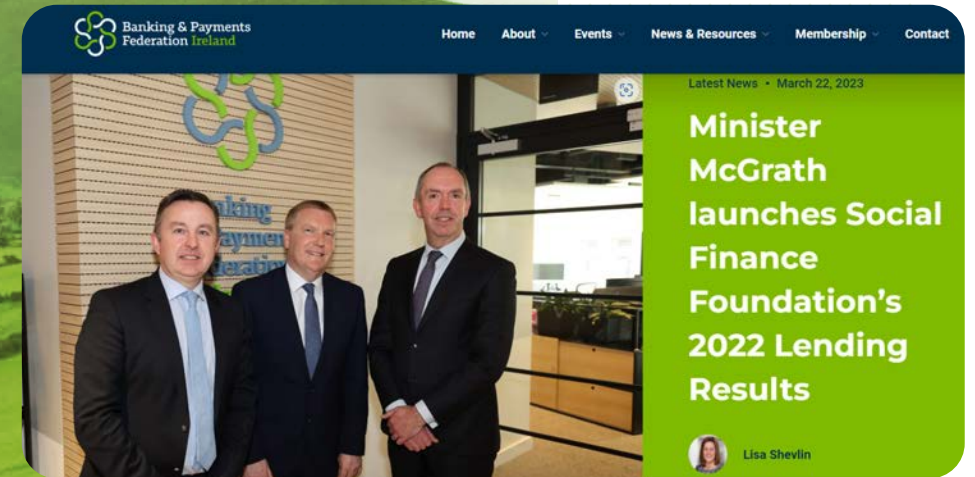 Banking & Payments
Federation Ireland
Home About Events News & Resources Membership Contact
Latest News • March 22, 2023
Minister
McGrath
launches Social
Finance
Foundation's
2022 Lending
Results
Lisa Shevlin